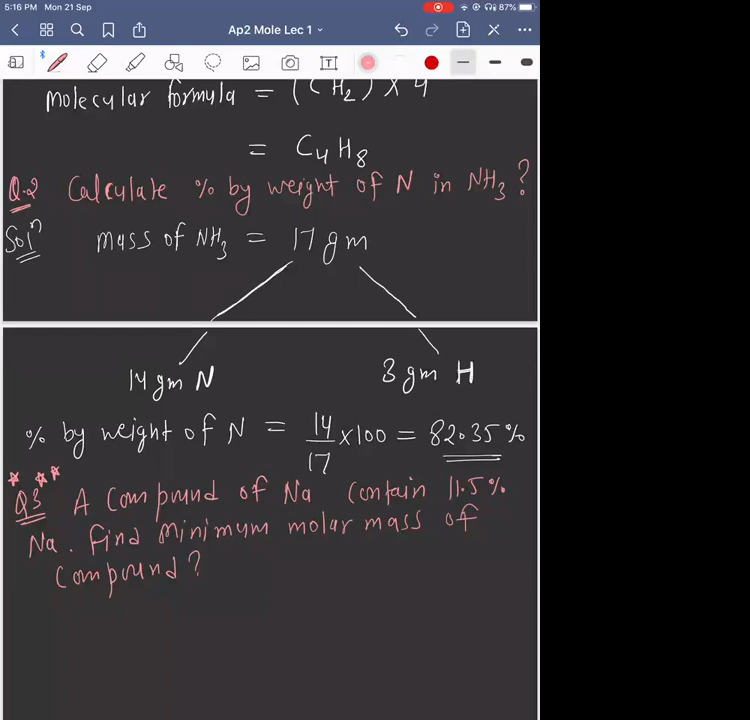 5:16 PM Mon 21 Sep
87%
Ap2 Mole Lec 1
Molecular formula = (CH₂) × 4
= C₄H₈
Q.2 Calculate % by weight of N in NH₃?
Solⁿ mass of NH₃ = 17 gm
14 gm N 3 gm H
% by weight of N = 14/17 × 100 = 82.35 %
Q3 A compound of Na contain 11.5%
Na. Find minimum molar mass of
compound?